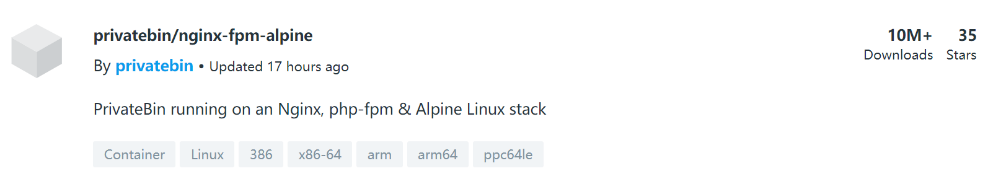 privatebin/nginx-fpm-alpine
10M+ 35
By privatebin • Updated 17 hours ago
Downloads Stars
PrivateBin running on an Nginx, php-fpm & Alpine Linux stack
Container Linux 386 x86-64 arm arm64 ppc64le